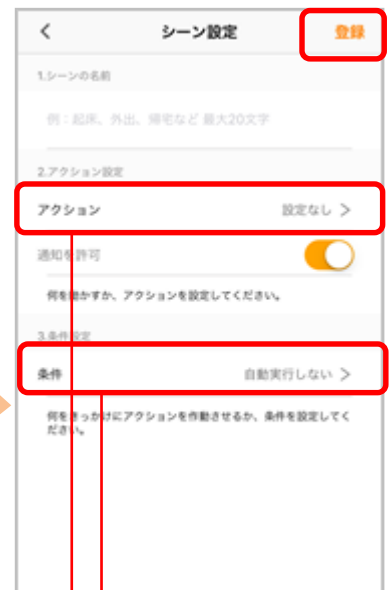 シーン設定
登録
1.シーンの名前
例：起床、外出、帰宅など 最大20文字
2.アクション設定
アクション 設定なし >
通知を許可
何を動かすか、アクションを設定してください。
3.条件設定
条件 自動実行しない >
何をきっかけにアクションを作動させるか、条件を設定してく
ださい。